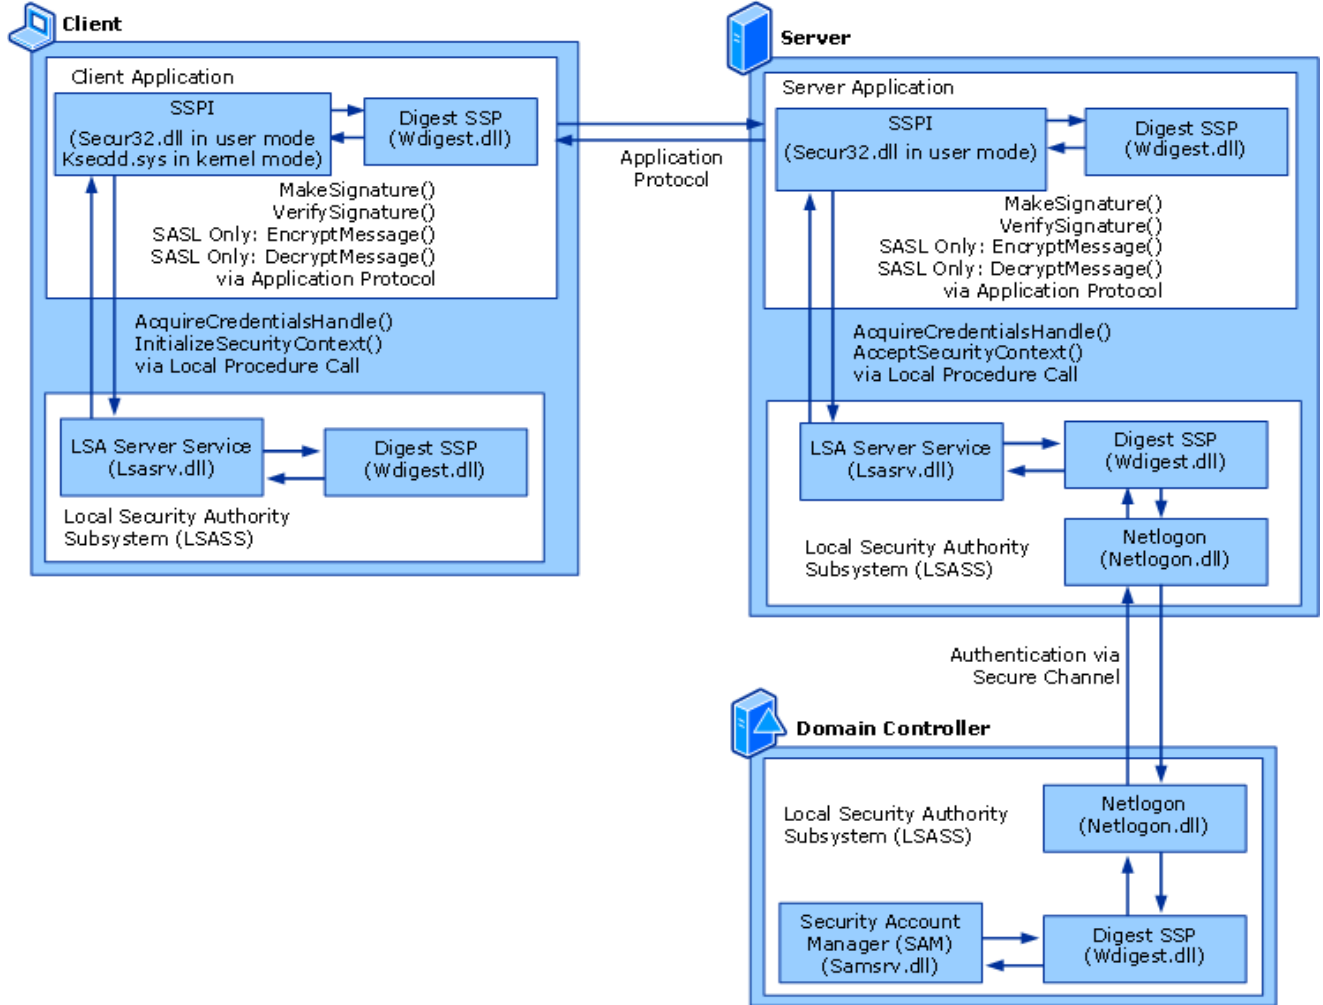 Client
Client Application
SSPI
(Secur32.dll in user mode
Ksecdd.sys in kernel mode)
Digest SSP
(Wdigest.dll)
MakeSignature()
VerifySignature()
SASL Only: EncryptMessage()
SASL Only: DecryptMessage()
via Application Protocol
AcquireCredentialsHandle()
InitializeSecurityContext()
via Local Procedure Call
LSA Server Service
(Lsasrv.dll)
Digest SSP
(Wdigest.dll)
Local Security Authority
Subsystem (LSASS)
Application
Protocol
Server
Server Application
SSPI
(Secur32.dll in user mode)
Digest SSP
(Wdigest.dll)
MakeSignature()
VerifySignature()
SASL Only: EncryptMessage()
SASL Only: DecryptMessage()
via Application Protocol
AcquireCredentialsHandle()
AcceptSecurityContext()
via Local Procedure Call
LSA Server Service
(Lsasrv.dll)
Digest SSP
(Wdigest.dll)
Netlogon
(Netlogon.dll)
Local Security Authority
Subsystem (LSASS)
Authentication via
Secure Channel
Domain Controller
Local Security Authority
Subsystem (LSASS)
Netlogon
(Netlogon.dll)
Security Account
Manager (SAM)
(Samsrv.dll)
Digest SSP
(Wdigest.dll)